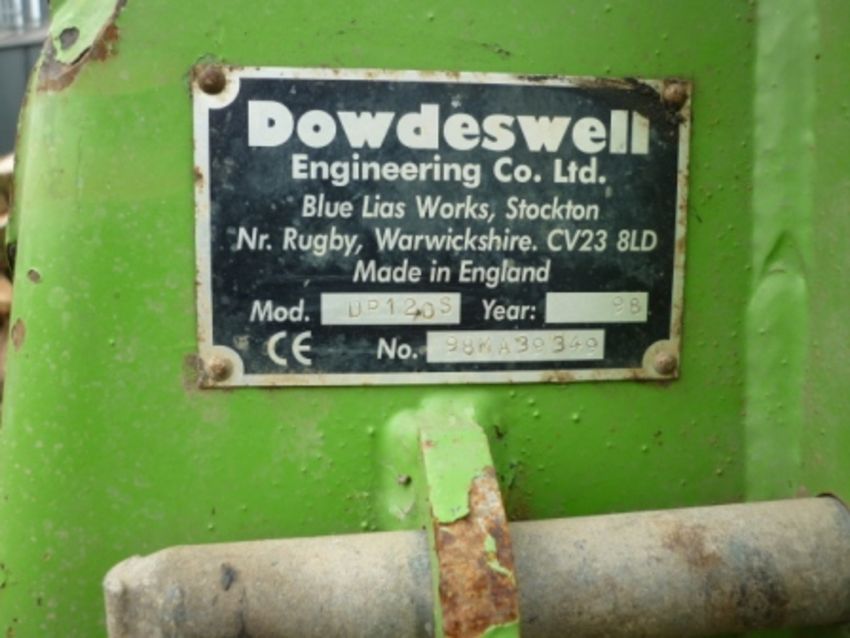 Dowdeswell
Engineering Co. Ltd.
Blue Lias Works, Stockton
Nr. Rugby, Warwickshire. CV23 8LD
Made in England
Mod. DP120S Year: 98
CE No. 98MA39349